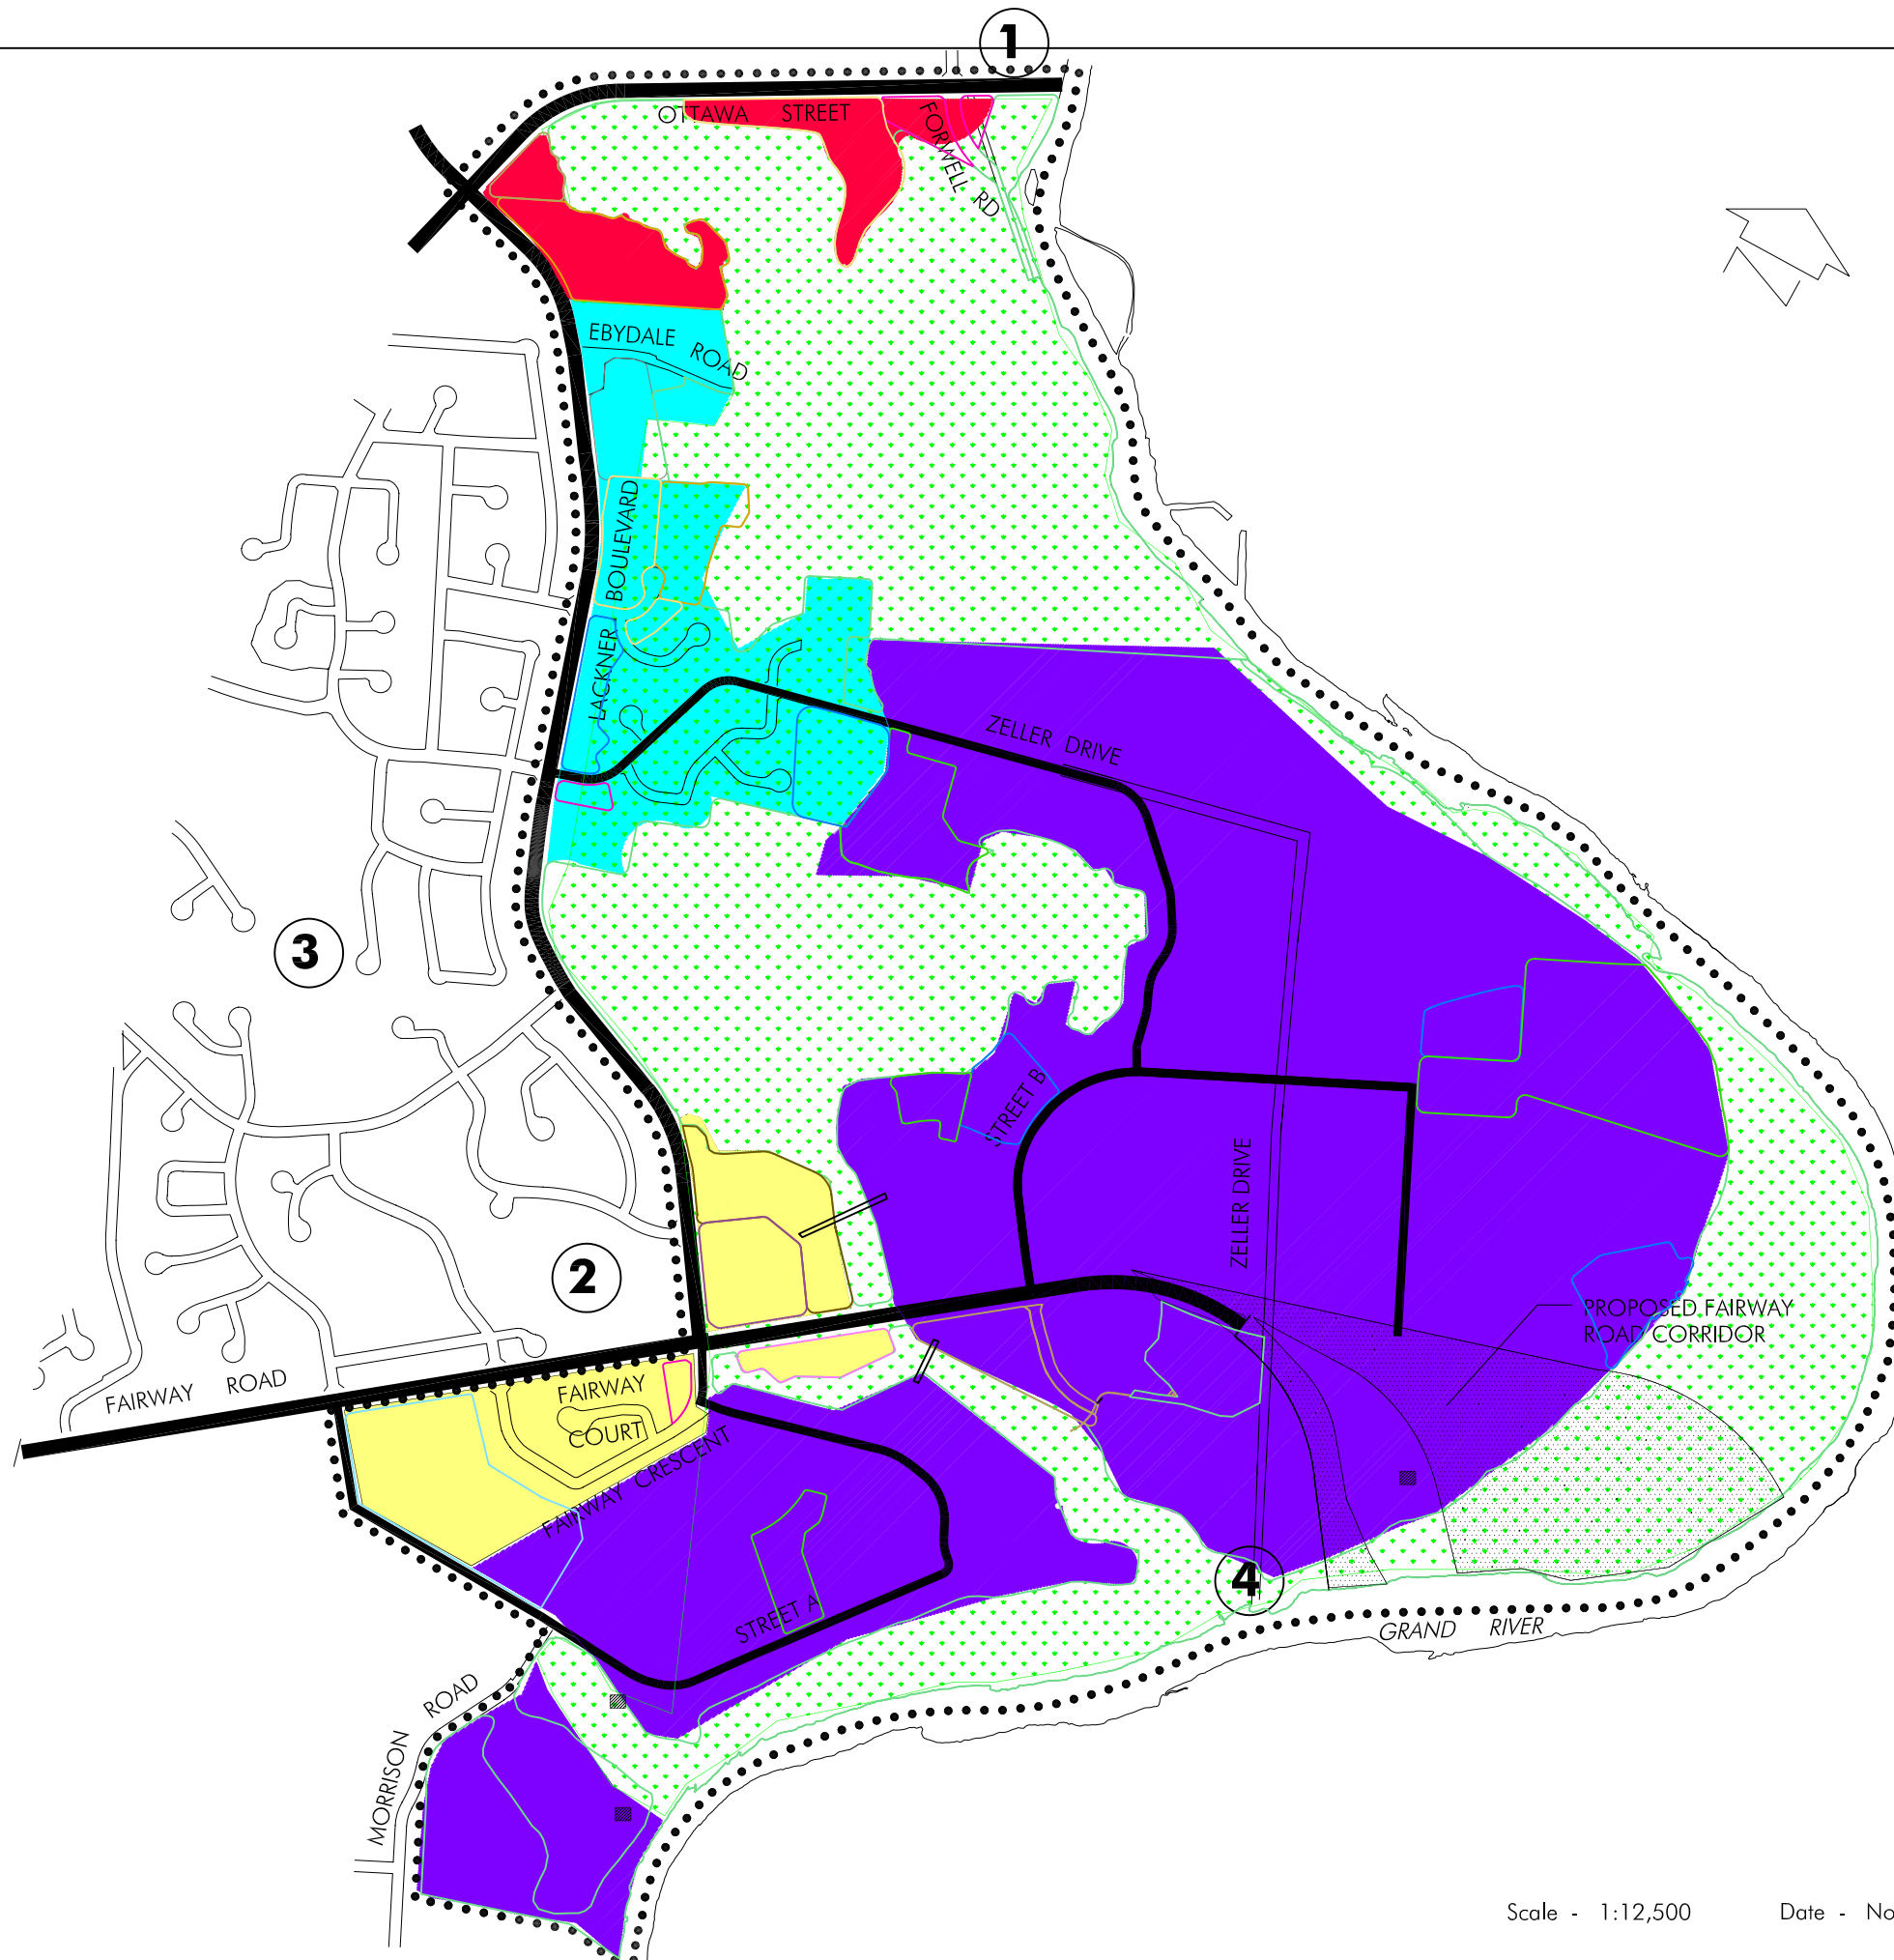 1
OTTAWA STREET
FORWELL RD
EBYDALE ROAD
BOULEVARD
LACKNER
ZELLER DRIVE
3
STREET B
ZELLER DRIVE
2
PROPOSED FAIRWAY
ROAD CORRIDOR
FAIRWAY ROAD
FAIRWAY
COURT
FAIRWAY CRESCENT
4
STREET A
GRAND RIVER
MORRISON ROAD
Scale - 1:12,500 Date - No